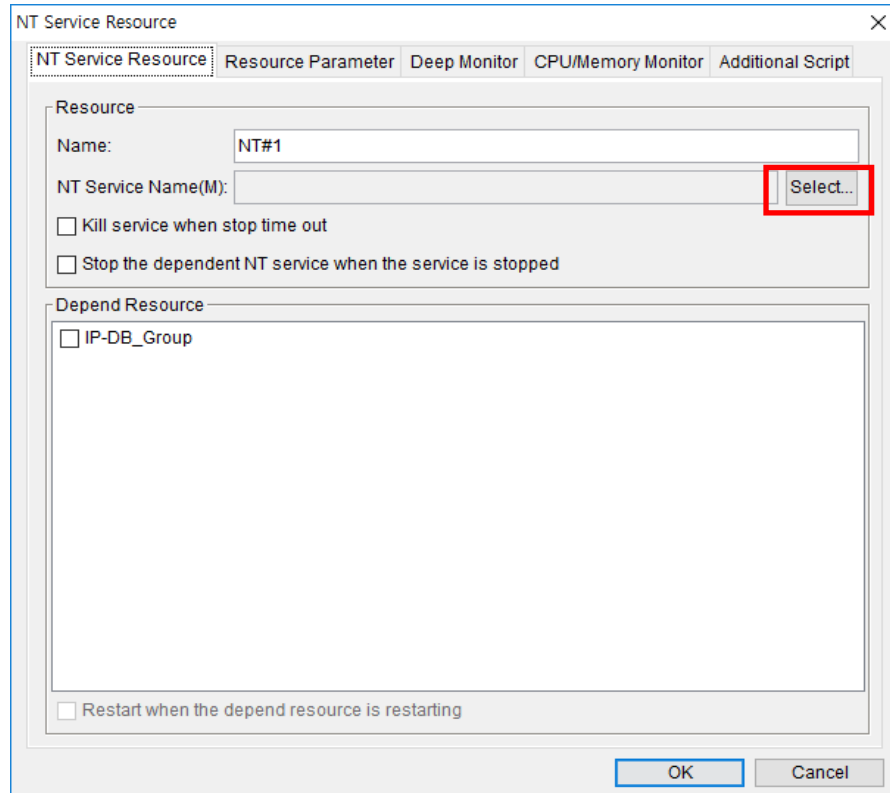 NT Service Resource
NT Service Resource Resource Parameter Deep Monitor CPU/Memory Monitor Additional Script
Resource
Name: NT#1
NT Service Name(M): Select...
Kill service when stop time out
Stop the dependent NT service when the service is stopped
Depend Resource
IP-DB_Group
Restart when the depend resource is restarting
OK Cancel